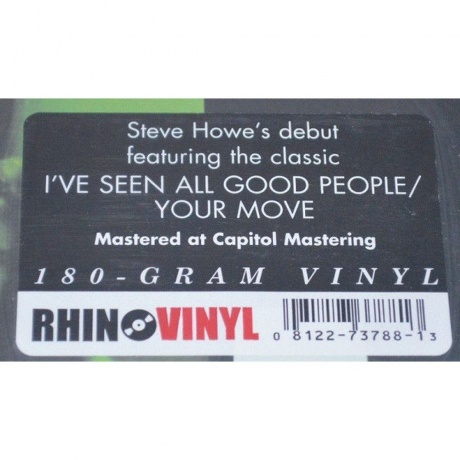 Steve Howe's debut
featuring the classic
I'VE SEEN ALL GOOD PEOPLE/
YOUR MOVE
Mastered at Capitol Mastering
180-GRAM VINYL
RHINO VINYL
0 8122-73788-1 3